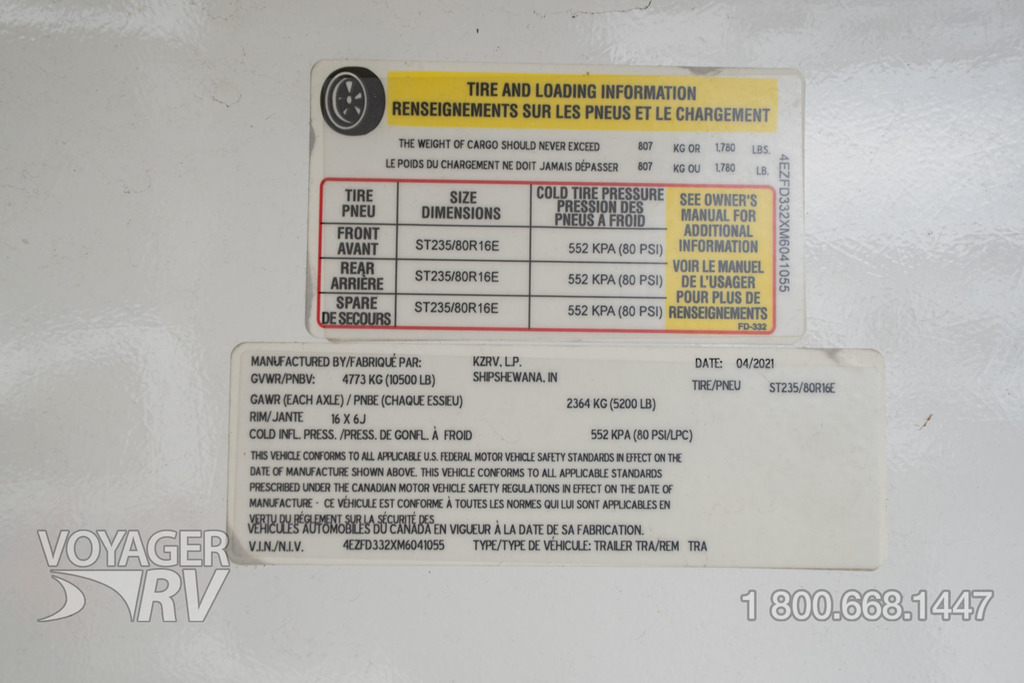 TIRE AND LOADING INFORMATION
RENSEIGNEMENTS SUR LES PNEUS ET LE CHARGEMENT
THE WEIGHT OF CARGO SHOULD NEVER EXCEED 807 KG OR 1,780 LBS.
LE POIDS DU CHARGEMENT NE DOIT JAMAIS DÉPASSER 807 KG OU 1,780 LB.
TIRE PNEU SIZE DIMENSIONS COLD TIRE PRESSURE PRESSION DES PNEUS A FROID
FRONT AVANT ST235/80R16E 552 KPA (80 PSI)
REAR ARRIÈRE ST235/80R16E 552 KPA (80 PSI)
SPARE DE SECOURS ST235/80R16E 552 KPA (80 PSI)
SEE OWNER'S
MANUAL FOR
ADDITIONAL
INFORMATION
VOIR LE MANUEL
DE L'USAGER
POUR PLUS DE
RENSEIGNEMENTS
FD-332
4EZFD332XM6041055
MANUFACTURED BY/FABRIQUÉ PAR: KZRV, L.P. DATE: 04/2021
GVWR/PNBV: 4773 KG (10500 LB) SHIPSHEWANA, IN TIRE/PNEU ST235/80R16E
GAWR (EACH AXLE) / PNBE (CHAQUE ESSIEU) 2364 KG (5200 LB)
RIM/JANTE 16 X 6J
COLD INFL. PRESS. /PRESS. DE GONFL. À FROID 552 KPA (80 PSI/LPC)
THIS VEHICLE CONFORMS TO ALL APPLICABLE U.S. FEDERAL MOTOR VEHICLE SAFETY STANDARDS IN EFFECT ON THE
DATE OF MANUFACTURE SHOWN ABOVE. THIS VEHICLE CONFORMS TO ALL APPLICABLE STANDARDS
PRESCRIBED UNDER THE CANADIAN MOTOR VEHICLE SAFETY REGULATIONS IN EFFECT ON THE DATE OF
MANUFACTURE - CE VÉHICULE EST CONFORME À TOUTES LES NORMES QUI LUI SONT APPLICABLES EN
VERTU DU RÈGLEMENT SUR LA SÉCURITÉ DES
VÉHICULES AUTOMOBILES DU CANADA EN VIGUEUR À LA DATE DE SA FABRICATION.
V.I.N./N.I.V. 4EZFD332XM6041055 TYPE/TYPE DE VÉHICULE: TRAILER TRA/REM TRA
VOYAGER
RV
1 800.668.1447